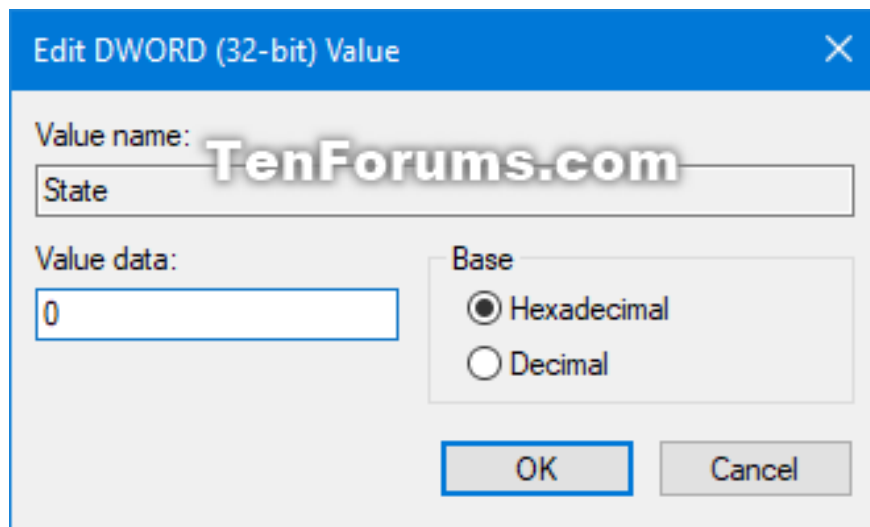 Edit DWORD (32-bit) Value
Value name:
TenForums.com
State
Value data:
0
Base
Hexadecimal
Decimal
OK
Cancel